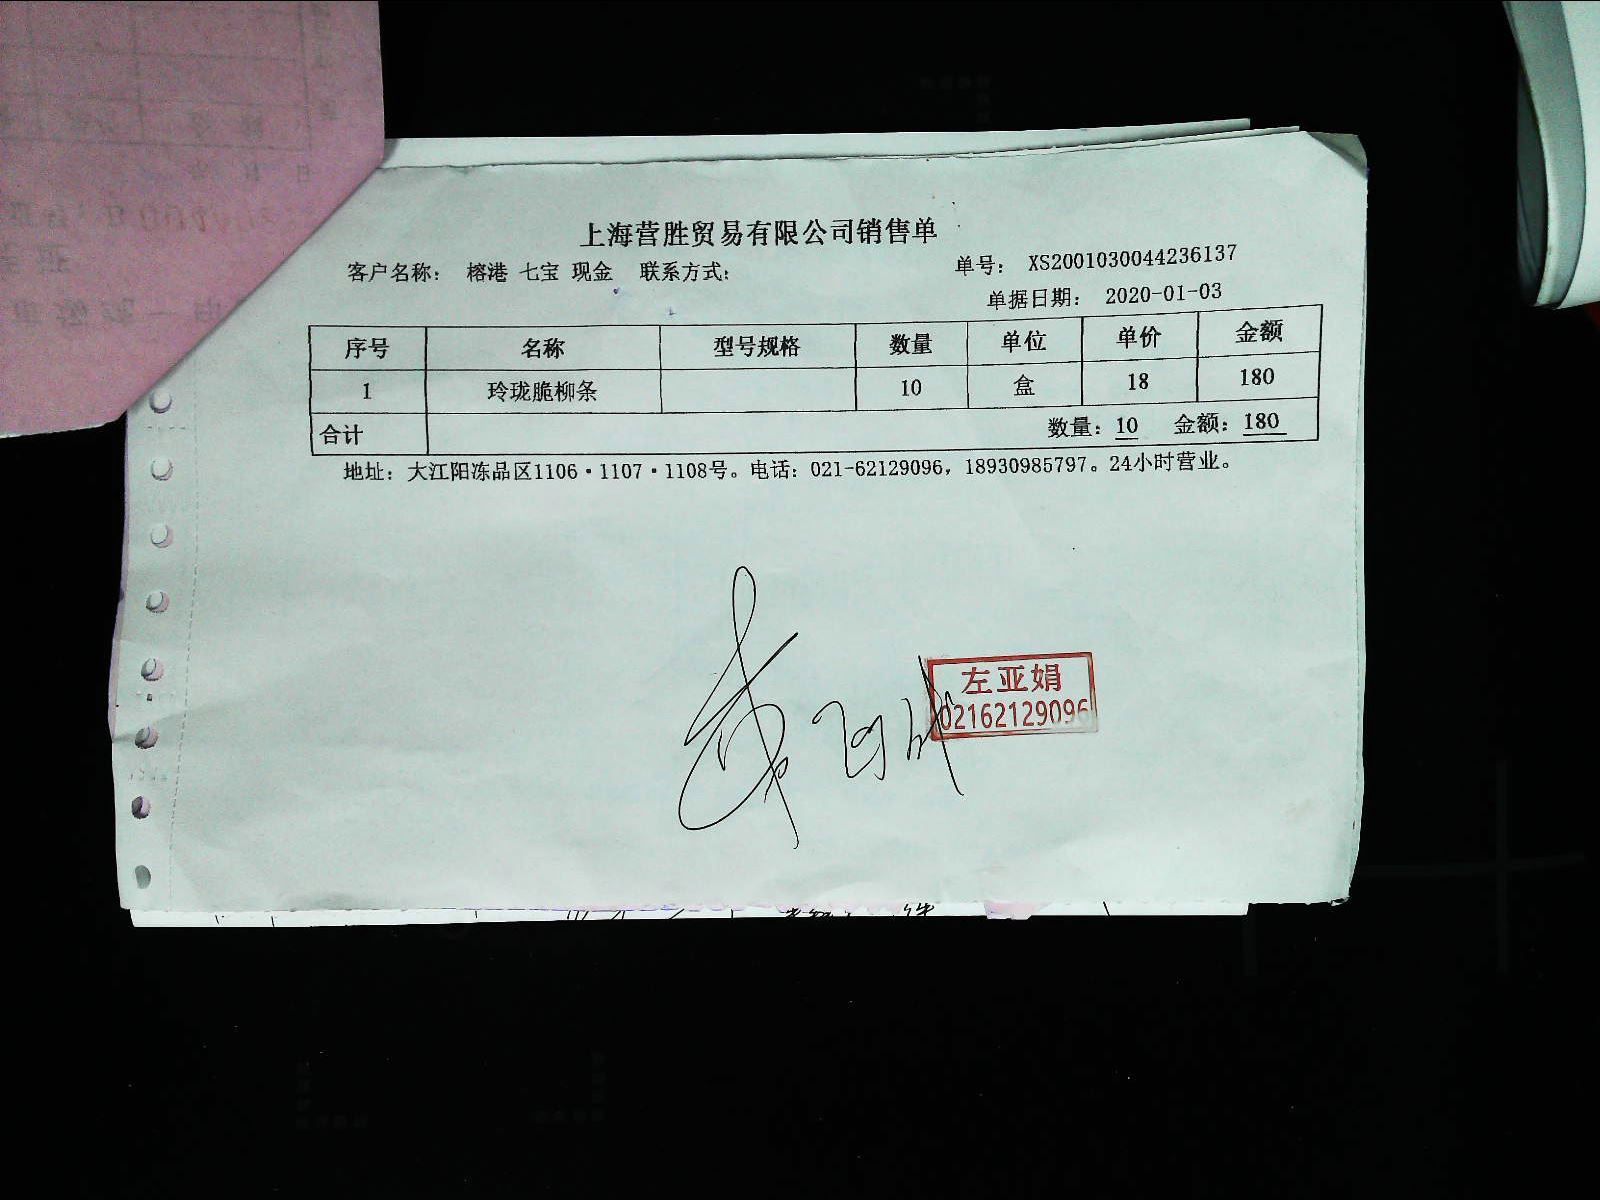 上海营胜贸易有限公司销售单
客户名称： 榕港 七宝 现金 联系方式： 单号： XS2001030044236137
单据日期： 2020-01-03
序号 名称 型号规格 数量 单位 单价 金额
1 玲珑脆柳条 10 盒 18 180
合计 数量：10 金额：180
地址：大江阳冻品区1106·1107·1108号。电话：021-62129096，18930985797。24小时营业。
左亚娟
02162129096